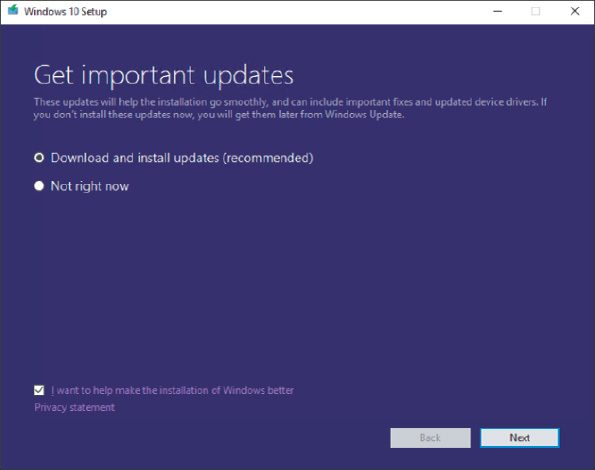 Windows 10 Setup
Get important updates
These updates will help the installation go smoothly, and can include important fixes and updated device drivers. If
you don't install these updates now, you will get them later from Windows Update.
Download and install updates (recommended)
Not right now
I want to help make the installation of Windows better
Privacy statement
Back
Next